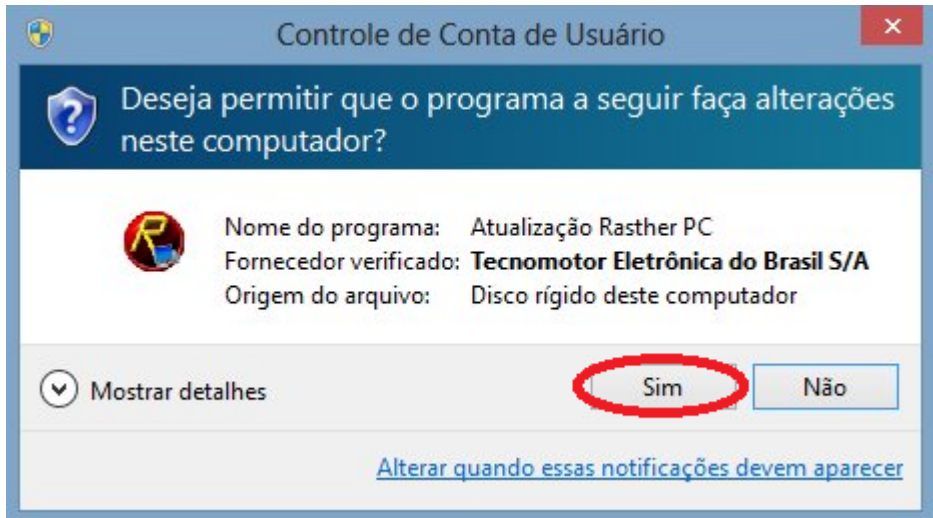 Controle de Conta de Usuário
Deseja permitir que o programa a seguir faça alterações
neste computador?
Nome do programa: Atualização Rasther PC
Fornecedor verificado: Tecnomotor Eletrônica do Brasil S/A
Origem do arquivo: Disco rígido deste computador
Mostrar detalhes Sim Não
Alterar quando essas notificações devem aparecer